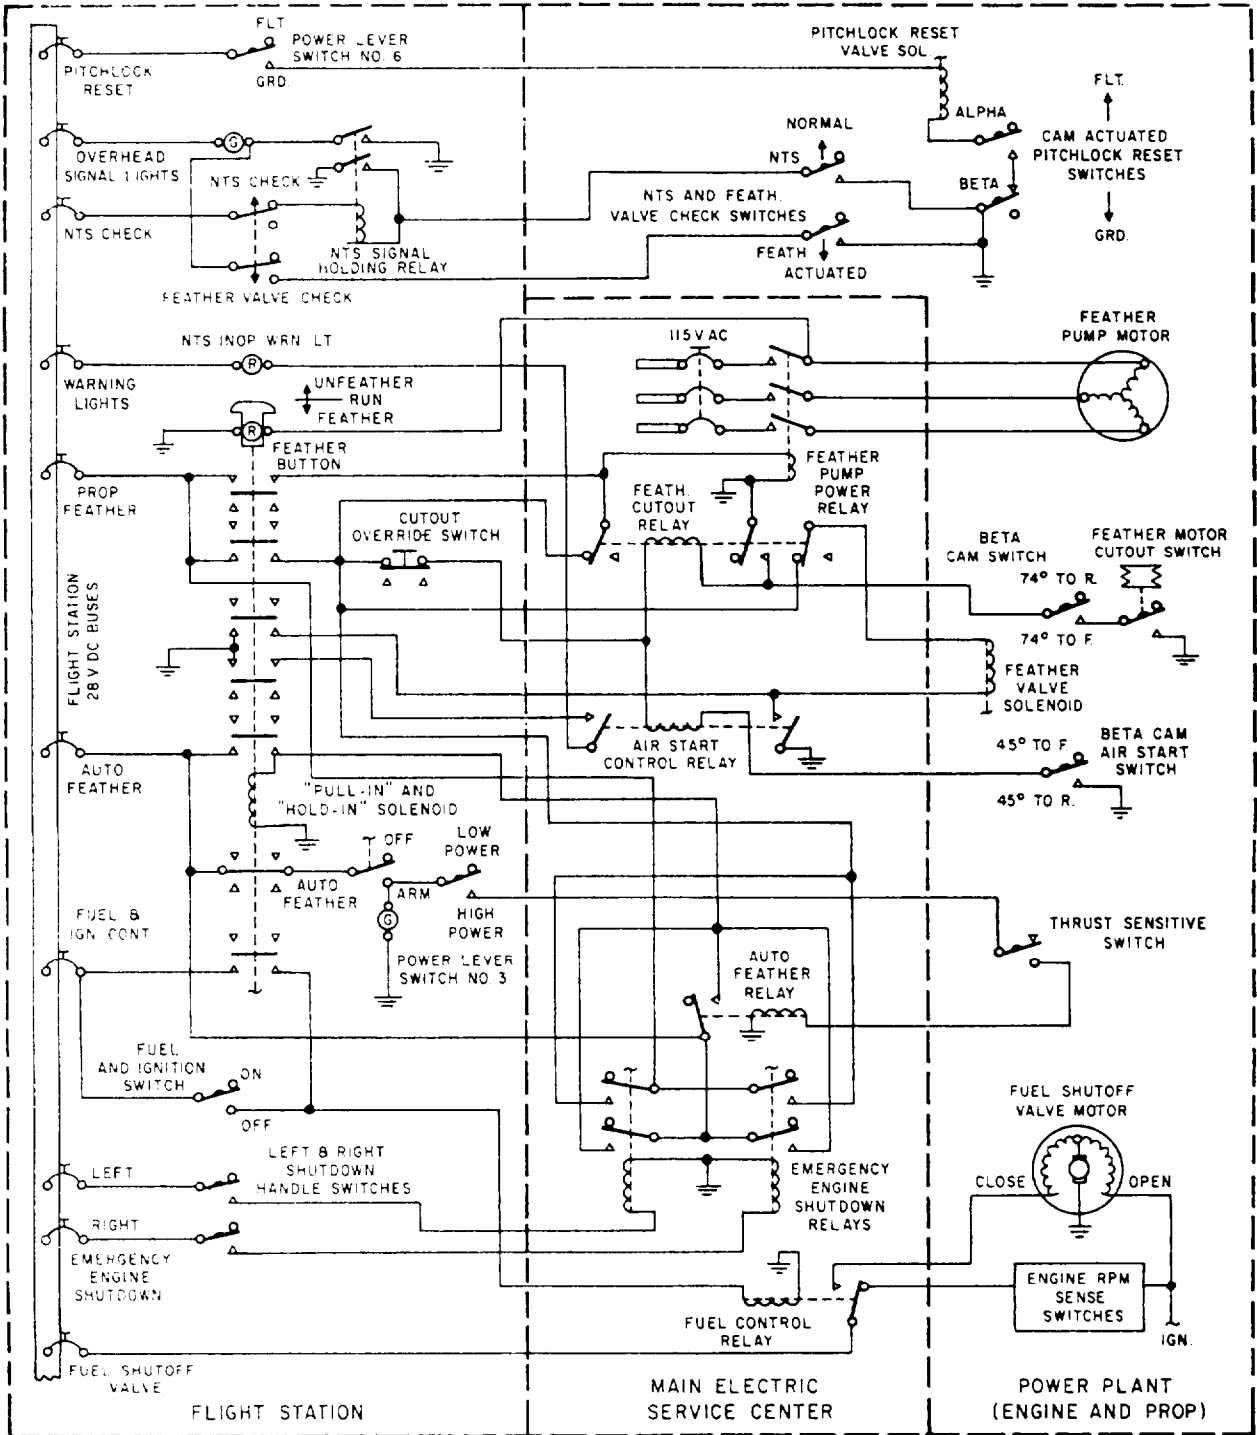 FLT
POWER LEVER
SWITCH NO. 6
GRD.
PITCHLOCK
RESET
PITCHLOCK RESET
VALVE SOL.
ALPHA
FLT.
CAM ACTUATED
PITCHLOCK RESET
SWITCHES
GRD.
BETA
OVERHEAD
SIGNAL LIGHTS
G
NTS CHECK
NTS CHECK
NTS SIGNAL
HOLDING RELAY
FEATHER VALVE CHECK
NORMAL
NTS
NTS AND FEATH.
VALVE CHECK SWITCHES
FEATH
ACTUATED
NTS INOP WRN LT
R
WARNING
LIGHTS
UNFEATHER
RUN
FEATHER
R
FEATHER
BUTTON
PROP
FEATHER
115V AC
FEATHER
PUMP MOTOR
FEATHER
PUMP
POWER
RELAY
FEATH.
CUTOUT
RELAY
CUTOUT
OVERRIDE SWITCH
BETA
CAM SWITCH
74° TO R.
74° TO F.
FEATHER MOTOR
CUTOUT SWITCH
FLIGHT STATION
28 V DC BUSES
FEATHER
VALVE
SOLENOID
AIR START
CONTROL RELAY
45° TO F.
45° TO R.
BETA CAM
AIR START
SWITCH
AUTO
FEATHER
"PULL-IN" AND
"HOLD-IN" SOLENOID
OFF
LOW
POWER
AUTO
FEATHER
ARM
G
HIGH
POWER
POWER LEVER
SWITCH NO. 3
FUEL &
IGN CONT
THRUST SENSITIVE
SWITCH
AUTO
FEATHER
RELAY
FUEL
AND IGNITION
SWITCH
ON
OFF
LEFT
LEFT & RIGHT
SHUTDOWN
HANDLE SWITCHES
RIGHT
EMERGENCY
ENGINE
SHUTDOWN
EMERGENCY
ENGINE
SHUTDOWN
RELAYS
FUEL SHUTOFF
VALVE MOTOR
CLOSE
OPEN
ENGINE RPM
SENSE
SWITCHES
IGN.
FUEL CONTROL
RELAY
FUEL SHUTOFF
VALVE
FLIGHT STATION
MAIN ELECTRIC
SERVICE CENTER
POWER PLANT
(ENGINE AND PROP)